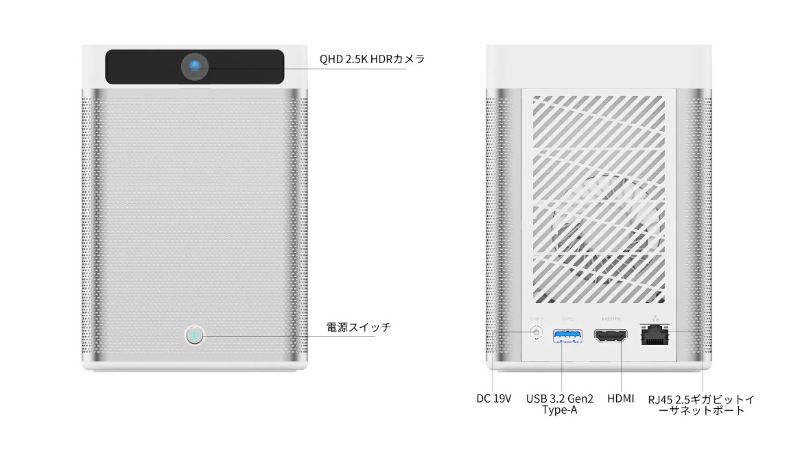 QHD 2.5K HDRカメラ
電源スイッチ
DC 19V
USB 3.2 Gen2
Type-A
HDMI
RJ45 2.5ギガビットイ
ーサネットポート